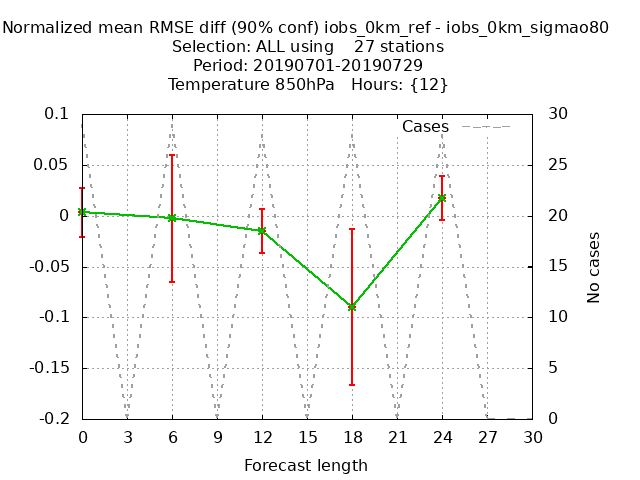 Normalized mean RMSE diff (90% conf) iobs_0km_ref - iobs_0km_sigmao80
Selection: ALL using    27 stations
Period: 20190701-20190729
Temperature 850hPa   Hours: {12}
0.1
0.05
0
-0.05
-0.1
-0.15
-0.2
Cases
30
25
20
15
10
5
0
No cases
0 3 6 9 12 15 18 21 24 27 30
Forecast length